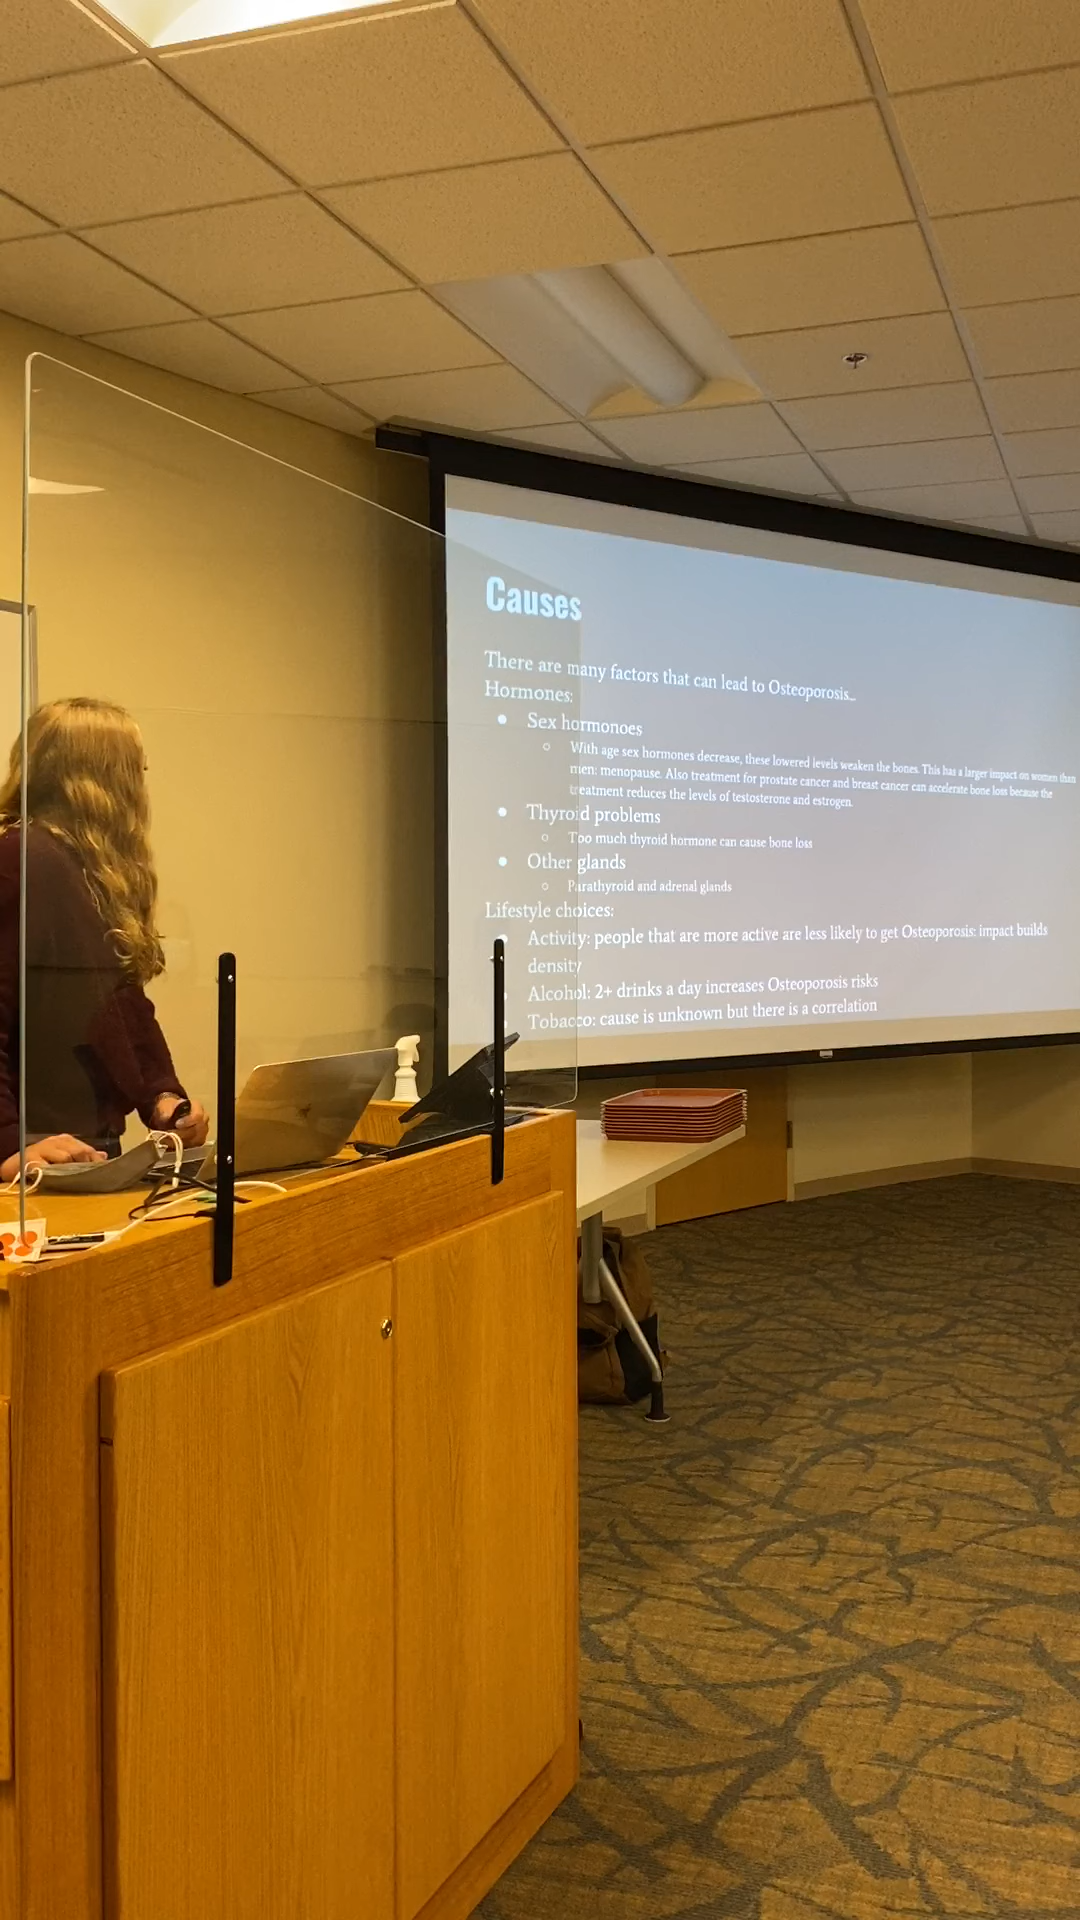 Causes
There are many factors that can lead to Osteoporosis...
Hormones:
● Sex hormonoes
○ With age sex hormones decrease, these lowered levels weaken the bones. This has a larger impact on women than
men: menopause. Also treatment for prostate cancer and breast cancer can accelerate bone loss because the
treatment reduces the levels of testosterone and estrogen.
● Thyroid problems
○ Too much thyroid hormone can cause bone loss
● Other glands
○ Parathyroid and adrenal glands
Lifestyle choices:
● Activity: people that are more active are less likely to get Osteoporosis: impact builds
density
● Alcohol: 2+ drinks a day increases Osteoporosis risks
● Tobacco: cause is unknown but there is a correlation